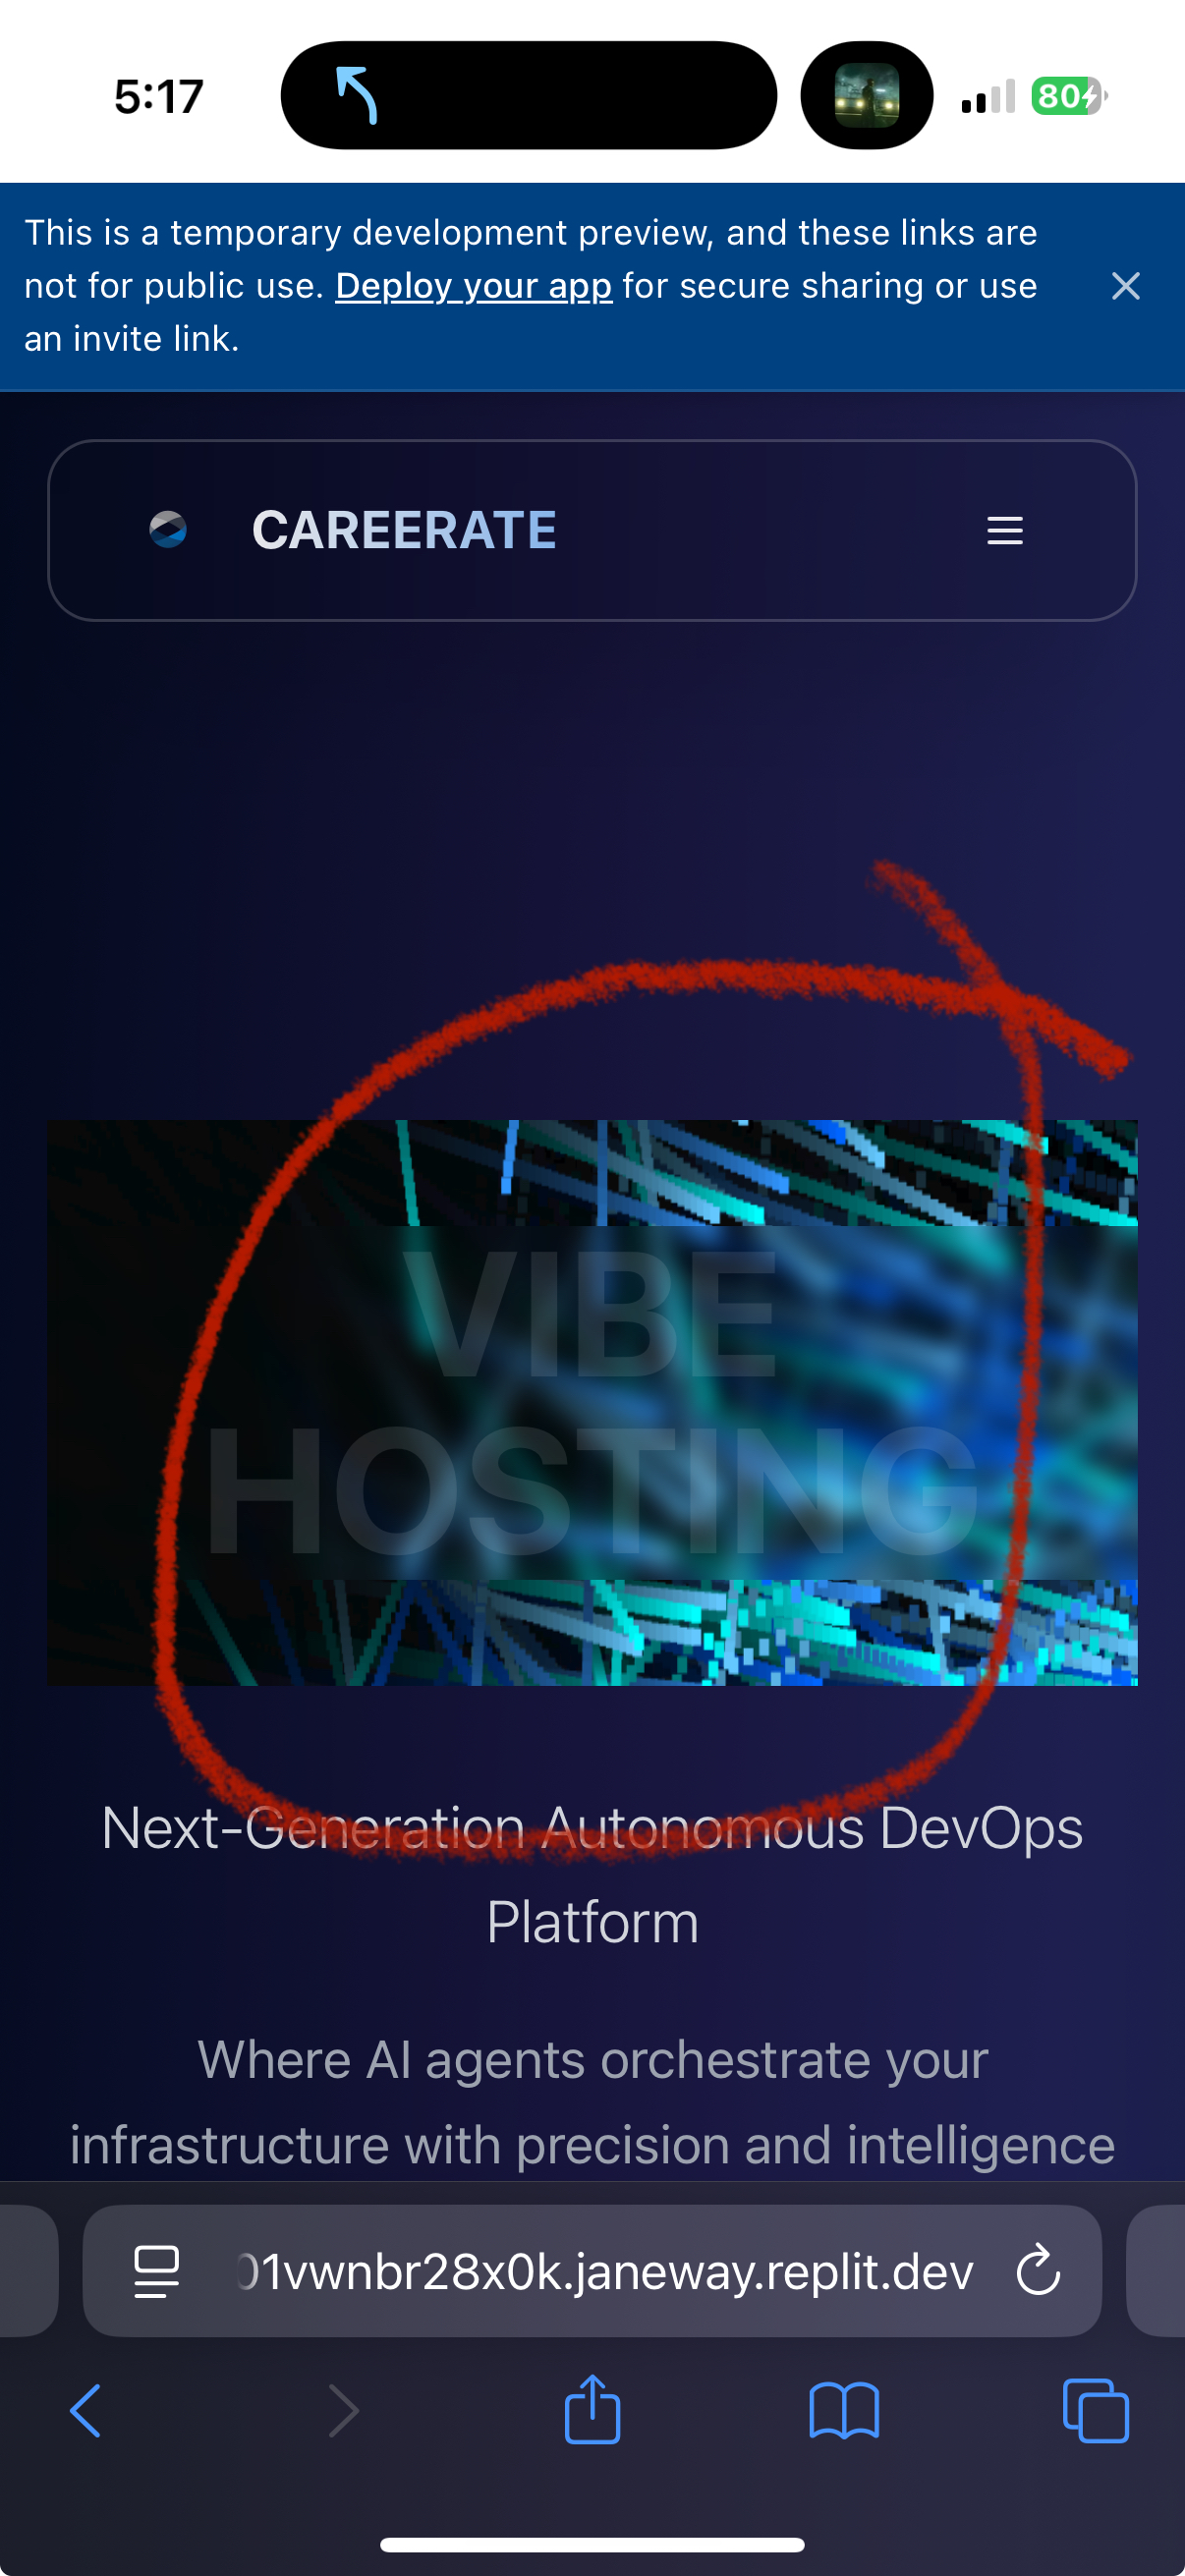 5:17
80
This is a temporary development preview, and these links are
not for public use. Deploy your app for secure sharing or use
an invite link.
CAREERATE
VIBE
HOSTING
Next-Generation Autonomous DevOps
Platform
Where AI agents orchestrate your
infrastructure with precision and intelligence
01vwnbr28x0k.janeway.replit.dev